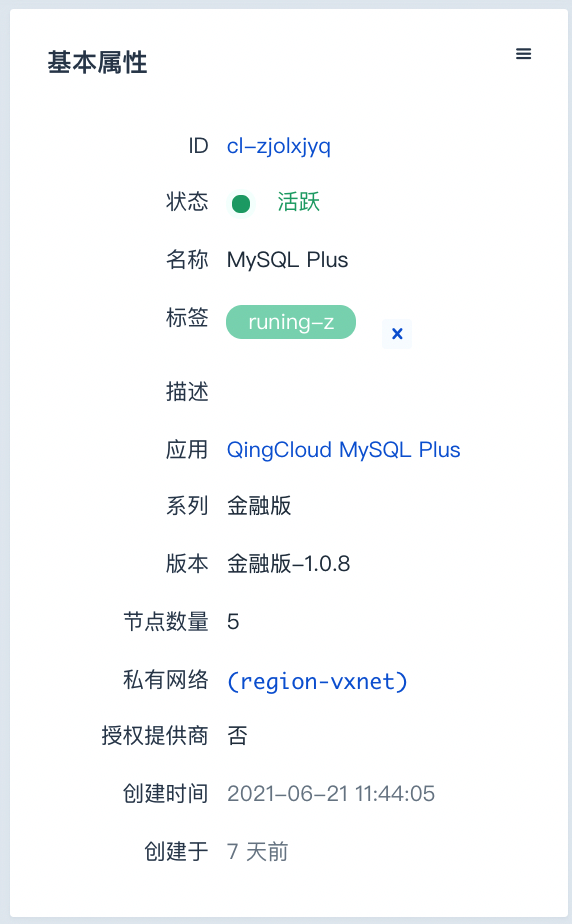 基本属性
ID cl-zjolxjyq
状态 活跃
名称 MySQL Plus
标签 runing-z x
描述
应用 QingCloud MySQL Plus
系列 金融版
版本 金融版-1.0.8
节点数量 5
私有网络 (region-vxnet)
授权提供商 否
创建时间 2021-06-21 11:44:05
创建于 7 天前